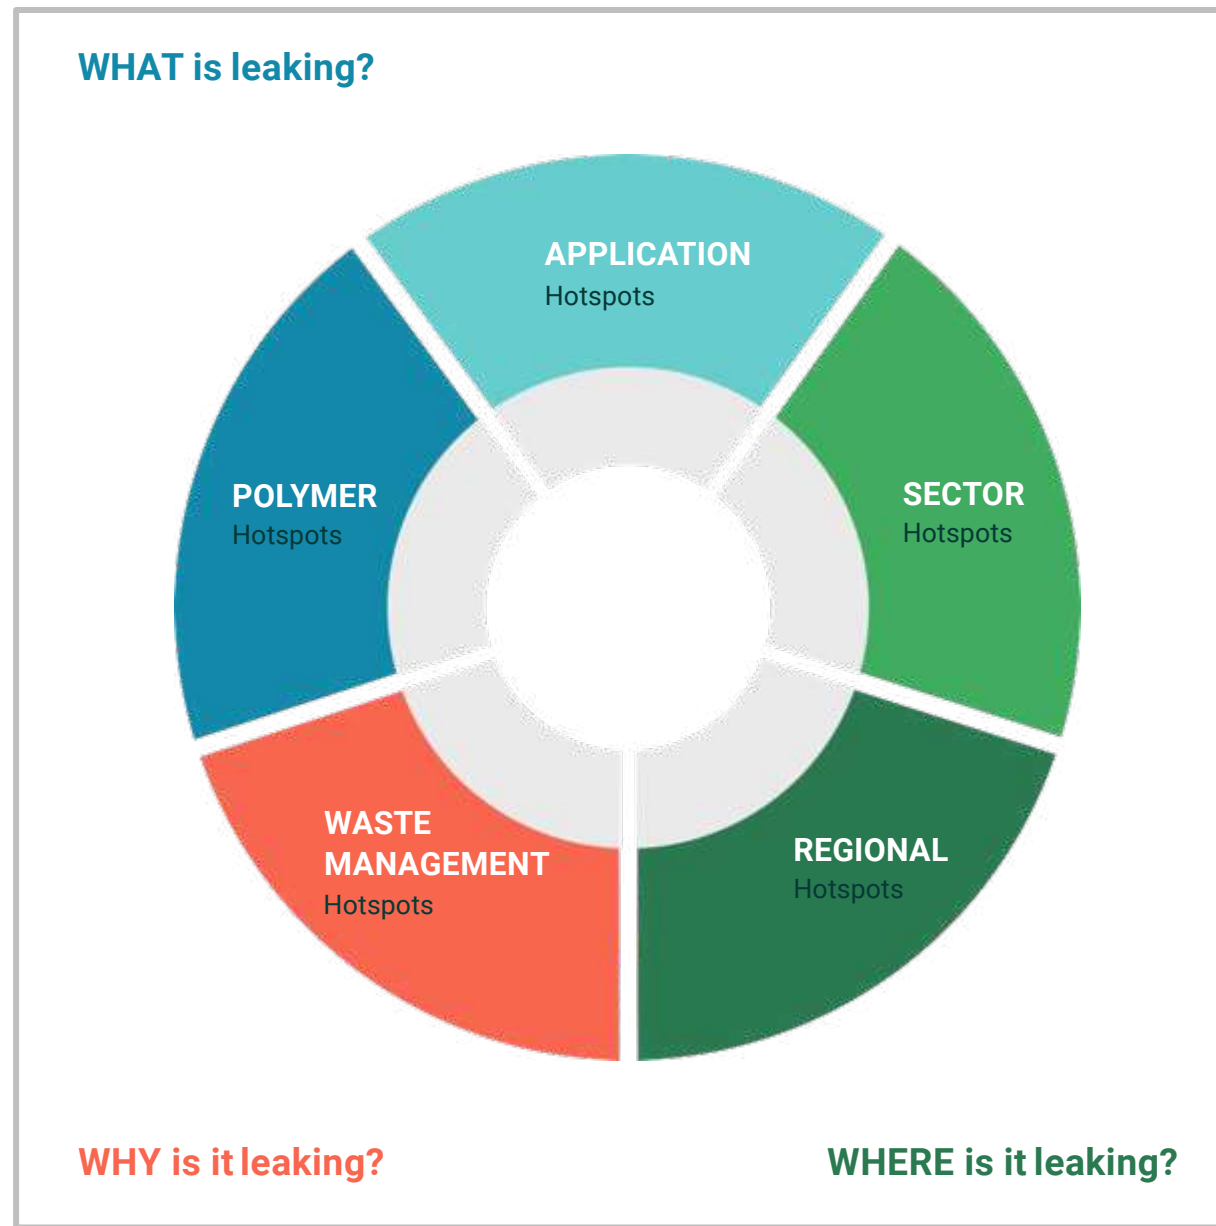 WHAT is leaking?
APPLICATION
Hotspots
POLYMER
Hotspots
SECTOR
Hotspots
WASTE
MANAGEMENT
Hotspots
REGIONAL
Hotspots
WHY is it leaking?
WHERE is it leaking?